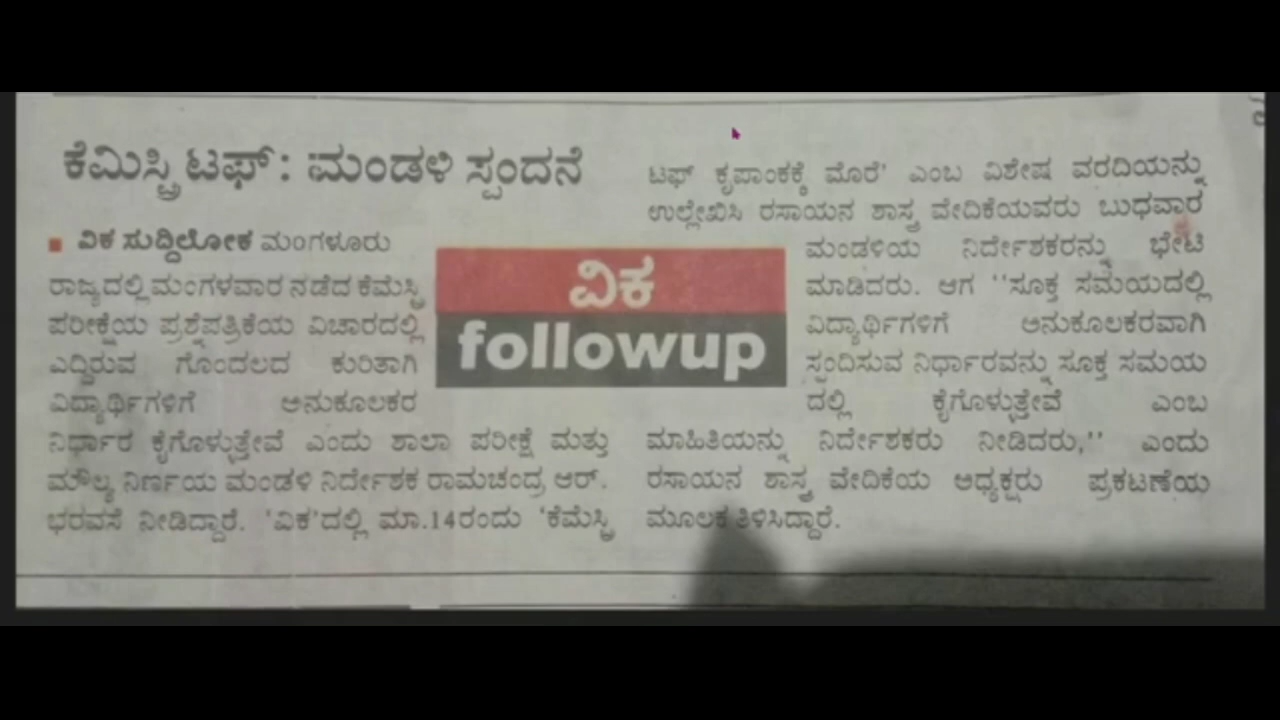 ಕೆಮಿಸ್ಟ್ರಿ ಟಫ್ : ಮಂಡಳಿ ಸ್ಪಂದನೆ
■ ವಿಕ ಸುದ್ದಿಲೋಕ ಮಂಗಳೂರು
ರಾಜ್ಯದಲ್ಲಿ ಮಂಗಳವಾರ ನಡೆದ ಕೆಮೆಸ್ಟ್ರಿ
ಪರೀಕ್ಷೆಯ ಪ್ರಶ್ನೆಪತ್ರಿಕೆಯ ವಿಚಾರದಲ್ಲಿ
ಎದ್ದಿರುವ ಗೊಂದಲದ ಕುರಿತಾಗಿ
ವಿದ್ಯಾರ್ಥಿಗಳಿಗೆ ಅನುಕೂಲಕರ
ನಿರ್ಧಾರ ಕೈಗೊಳ್ಳುತ್ತೇವೆ ಎಂದು ಶಾಲಾ ಪರೀಕ್ಷೆ ಮತ್ತು
ಮೌಲ್ಯ ನಿರ್ಣಯ ಮಂಡಳಿ ನಿರ್ದೇಶಕ ರಾಮಚಂದ್ರ ಆರ್.
ಭರವಸೆ ನೀಡಿದ್ದಾರೆ. 'ವಿಕ'ದಲ್ಲಿ ಮಾ.14ರಂದು 'ಕೆಮೆಸ್ಟ್ರಿ
ವಿಕ
followup
ಟಫ್ ಕೃಪಾಂಕಕ್ಕೆ ಮೊರೆ' ಎಂಬ ವಿಶೇಷ ವರದಿಯನ್ನು
ಉಲ್ಲೇಖಿಸಿ ರಸಾಯನ ಶಾಸ್ತ್ರ ವೇದಿಕೆಯವರು ಬುಧವಾರ
ಮಂಡಳಿಯ ನಿರ್ದೇಶಕರನ್ನು ಭೇಟಿ
ಮಾಡಿದರು. ಆಗ ''ಸೂಕ್ತ ಸಮಯದಲ್ಲಿ
ವಿದ್ಯಾರ್ಥಿಗಳಿಗೆ ಅನುಕೂಲಕರವಾಗಿ
ಸ್ಪಂದಿಸುವ ನಿರ್ಧಾರವನ್ನು ಸೂಕ್ತ ಸಮಯ
ದಲ್ಲಿ ಕೈಗೊಳ್ಳುತ್ತೇವೆ ಎಂಬ
ಮಾಹಿತಿಯನ್ನು ನಿರ್ದೇಶಕರು ನೀಡಿದರು,'' ಎಂದು
ರಸಾಯನ ಶಾಸ್ತ್ರ ವೇದಿಕೆಯ ಅಧ್ಯಕ್ಷರು ಪ್ರಕಟಣೆಯ
ಮೂಲಕ ತಿಳಿಸಿದ್ದಾರೆ.